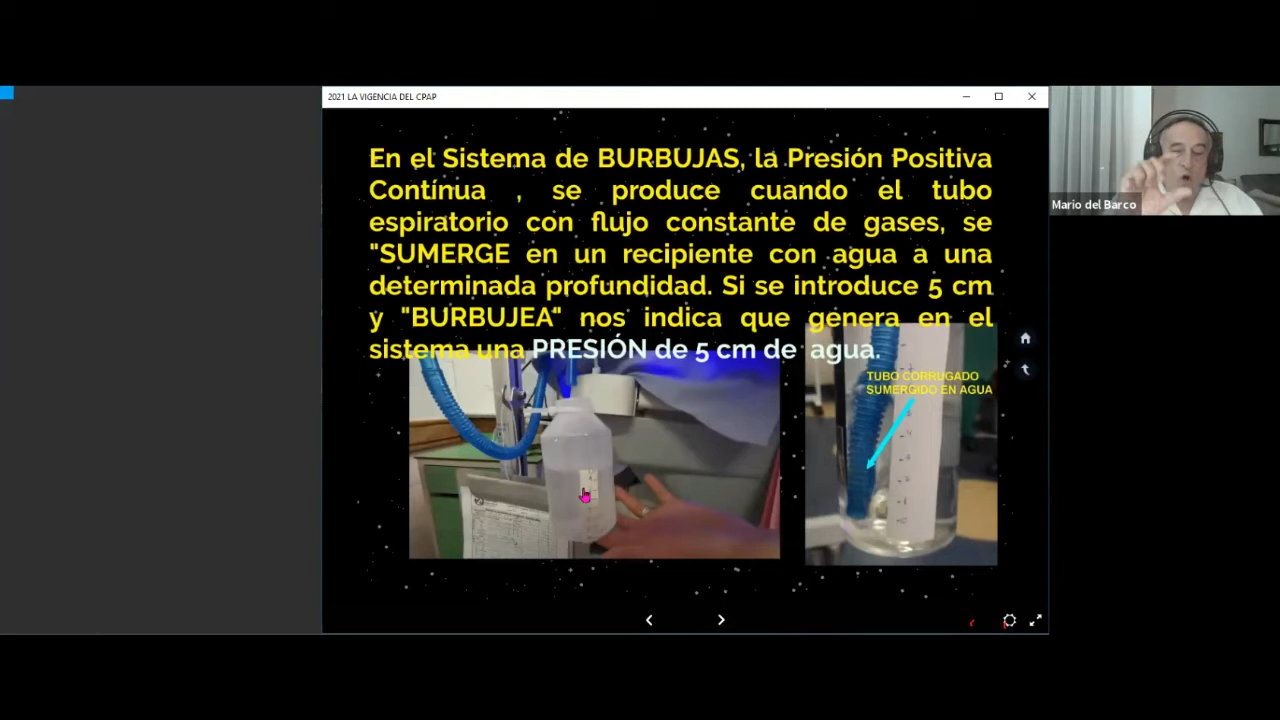 2021 LA VIGENCIA DEL CPAP
En el Sistema de BURBUJAS, la Presión Positiva
Contínua , se produce cuando el tubo
espiratorio con flujo constante de gases, se
"SUMERGE en un recipiente con agua a una
determinada profundidad. Si se introduce 5 cm
y "BURBUJEA" nos indica que genera en el
sistema una PRESIÓN de 5 cm de agua.
TUBO CORRUGADO
SUMERGIDO EN AGUA
Mario del Barco